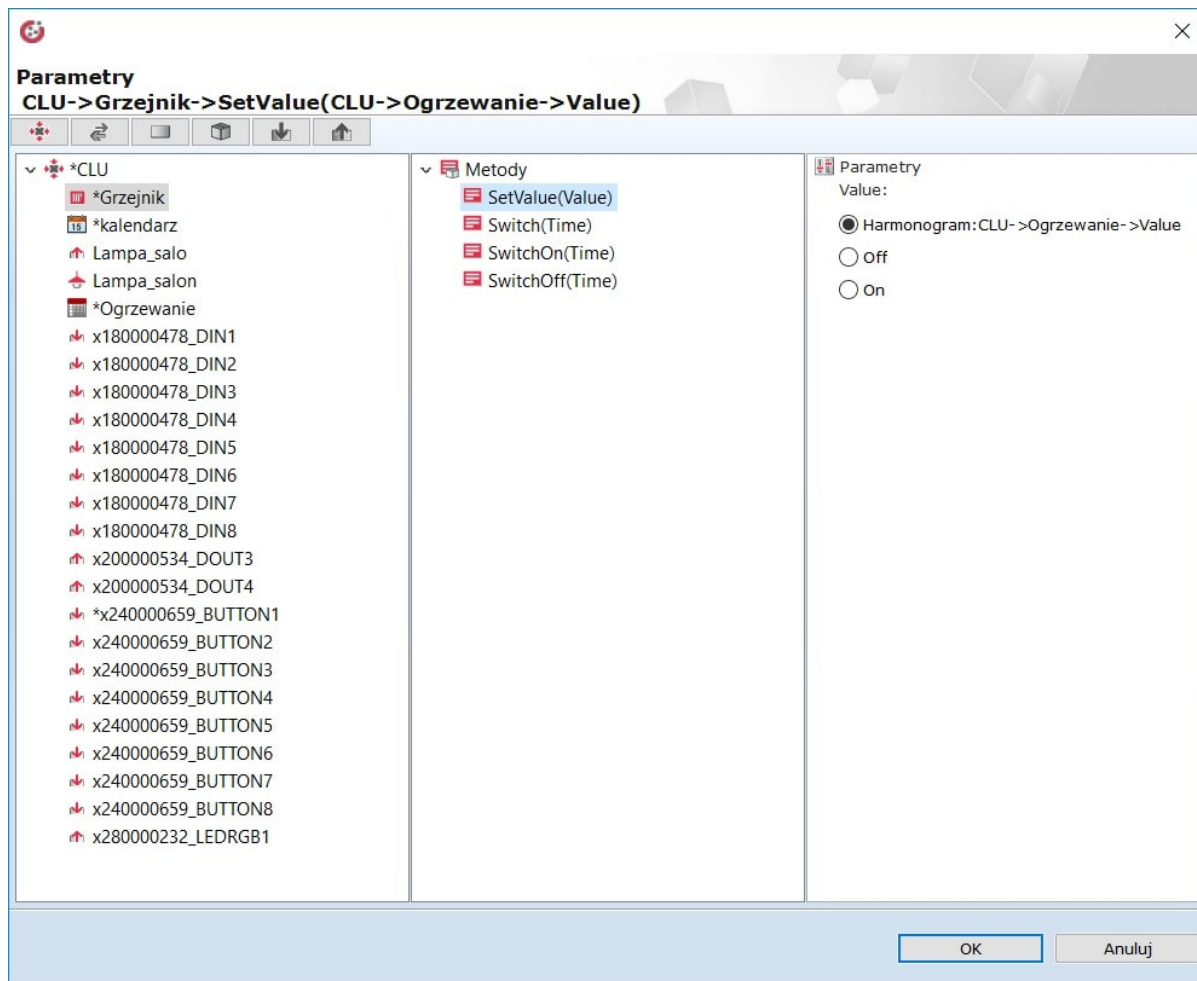 Parametry
CLU->Grzejnik->SetValue(CLU->Ogrzewanie->Value)
*CLU
*Grzejnik
15
*kalendarz
Lampa_salo
Lampa_salon
*Ogrzewanie
x180000478_DIN1
x180000478_DIN2
x180000478_DIN3
x180000478_DIN4
x180000478_DIN5
x180000478_DIN6
x180000478_DIN7
x180000478_DIN8
x200000534_DOUT3
x200000534_DOUT4
*x240000659_BUTTON1
x240000659_BUTTON2
x240000659_BUTTON3
x240000659_BUTTON4
x240000659_BUTTON5
x240000659_BUTTON6
x240000659_BUTTON7
x240000659_BUTTON8
x280000232_LEDRGB1
Metody
SetValue(Value)
Switch(Time)
SwitchOn(Time)
SwitchOff(Time)
Parametry
Value:
Harmonogram:CLU->Ogrzewanie->Value
Off
On
OK
Anuluj